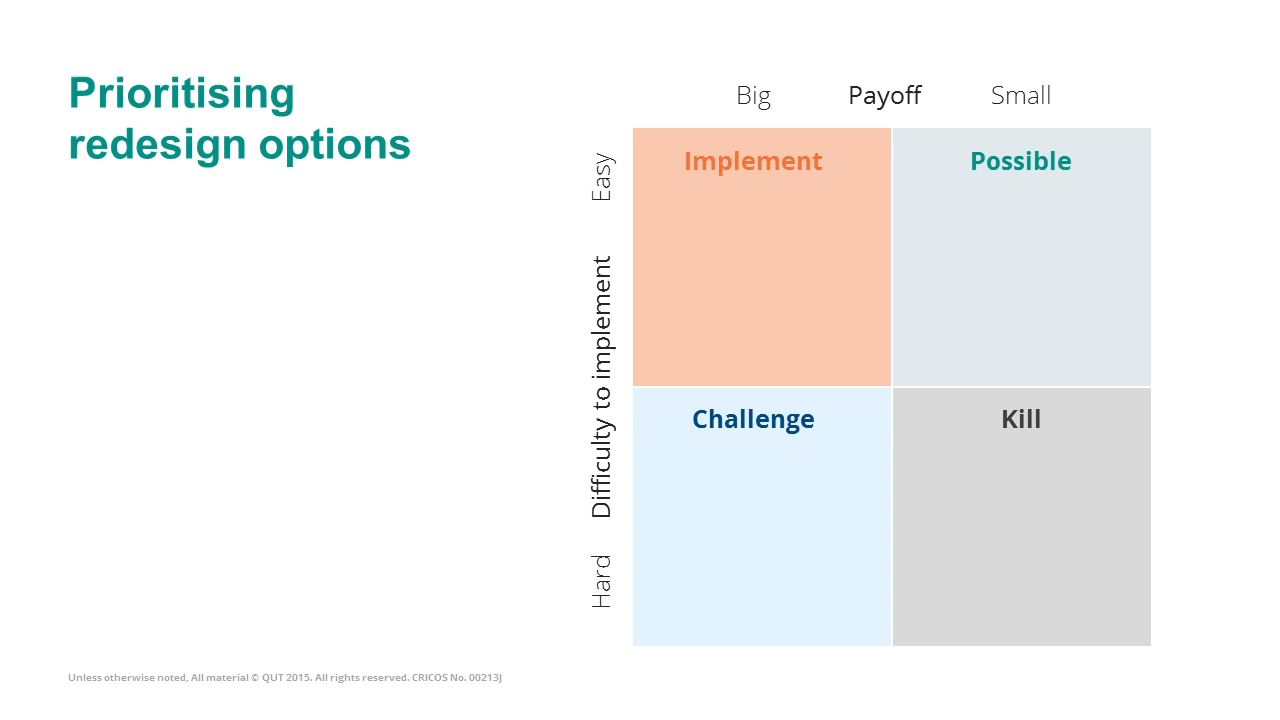 Prioritising
redesign options
Big Payoff Small
Easy
Implement
Possible
Difficulty to implement
Challenge
Kill
Hard
Unless otherwise noted, All material © QUT 2015. All rights reserved. CRICOS No. 00213J